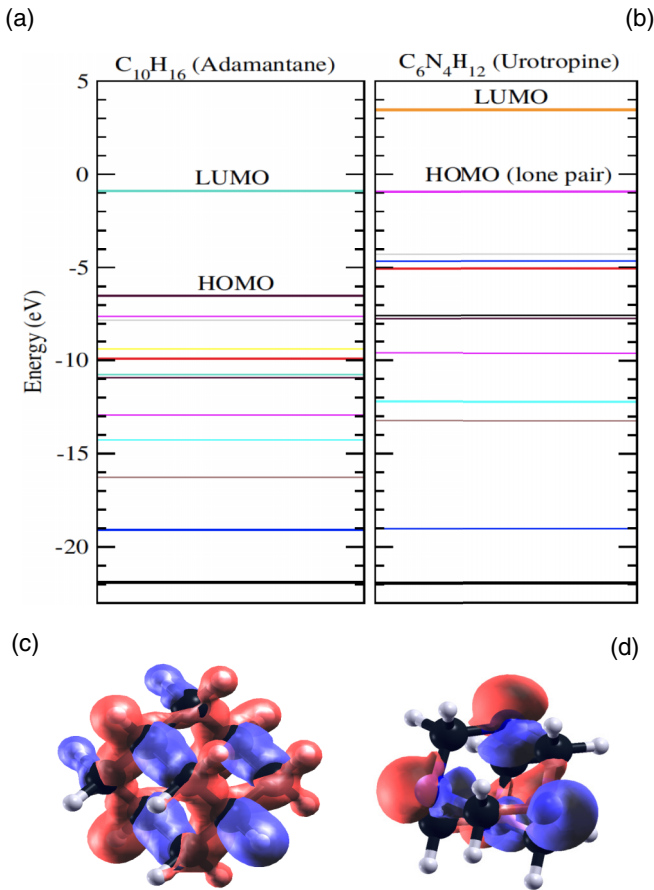 (a)
(b)
C₁₀H₁₆ (Adamantane)
C₆N₄H₁₂ (Urotropine)
5
0
-5
-10
-15
-20
Energy (eV)
LUMO
HOMO
LUMO
HOMO (lone pair)
(c)
(d)